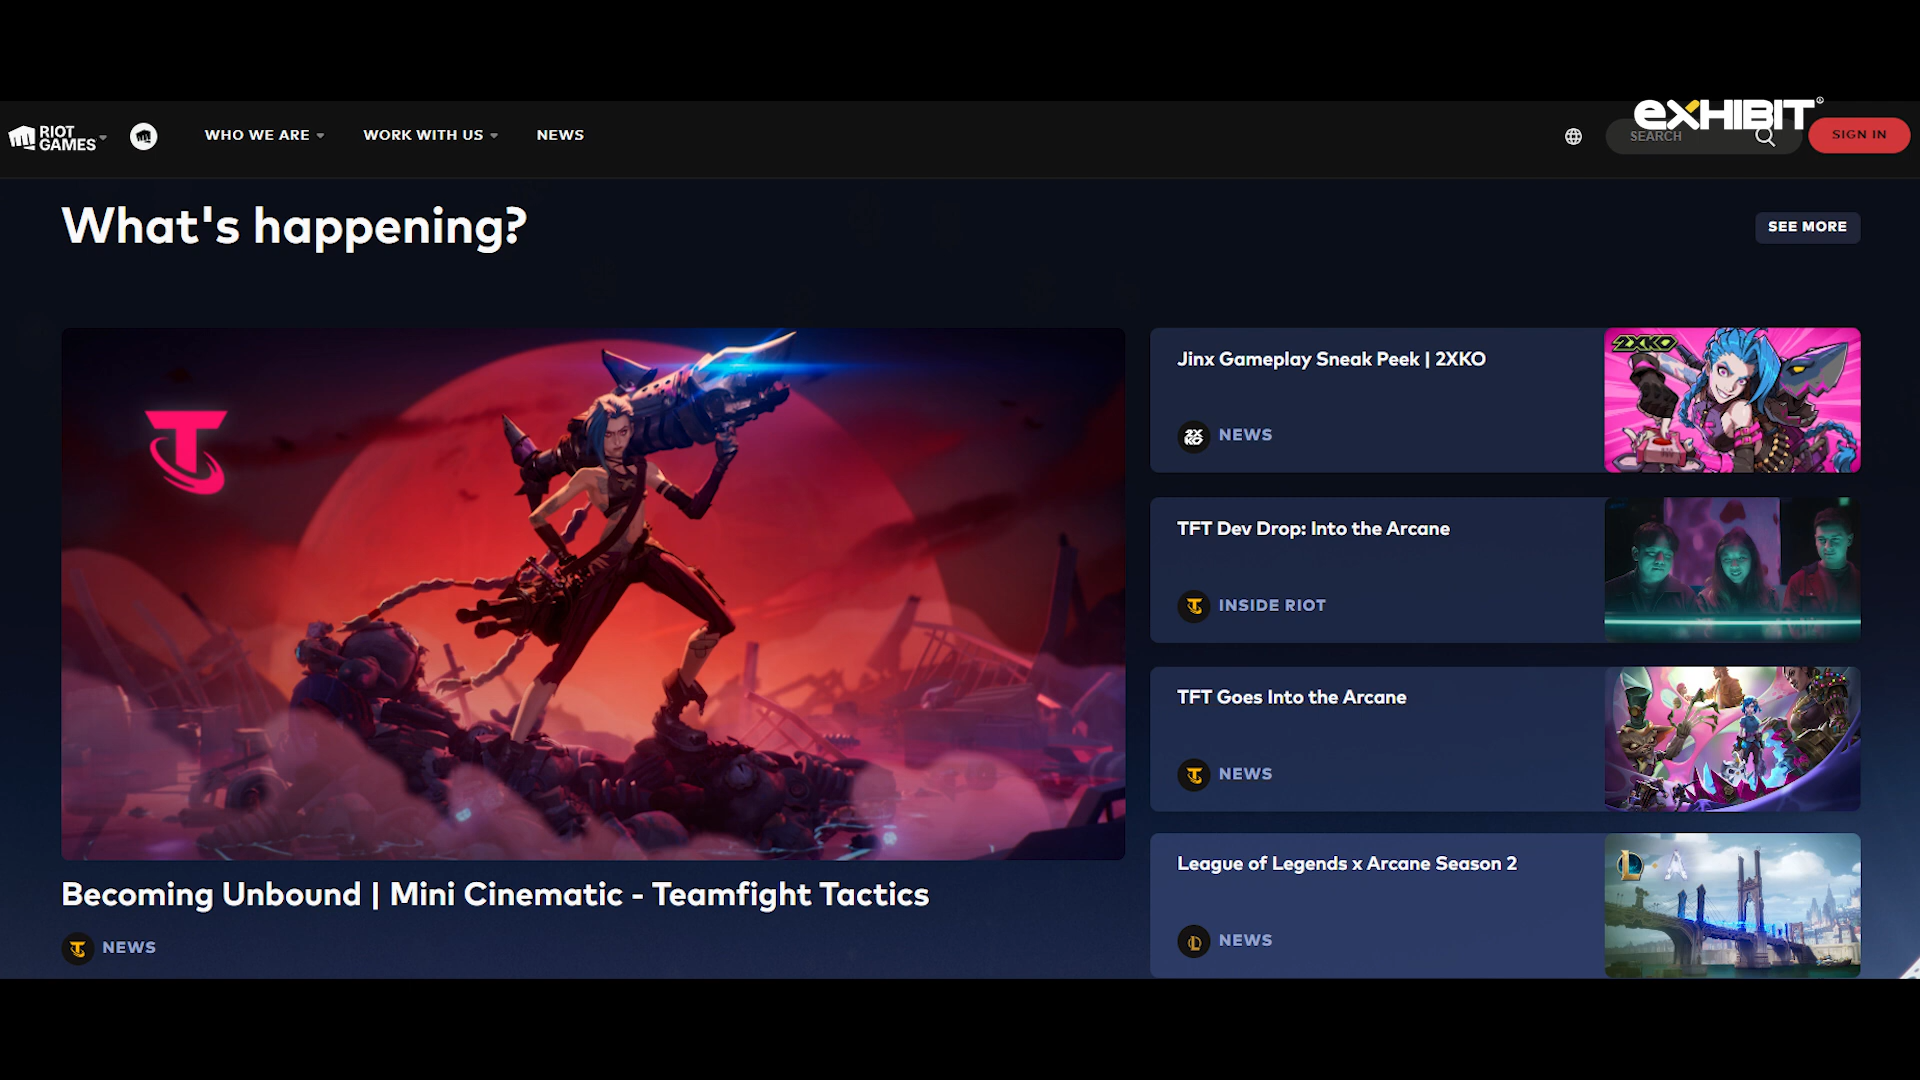 EXHIBIT
RIOT
GAMES
WHO WE ARE
WORK WITH US
NEWS
SEARCH
SIGN IN
What's happening?
SEE MORE
T
Becoming Unbound | Mini Cinematic - Teamfight Tactics
NEWS
Jinx Gameplay Sneak Peek | 2XKO
2XKO
NEWS
2XKO
TFT Dev Drop: Into the Arcane
INSIDE RIOT
TFT Goes Into the Arcane
NEWS
League of Legends x Arcane Season 2
NEWS